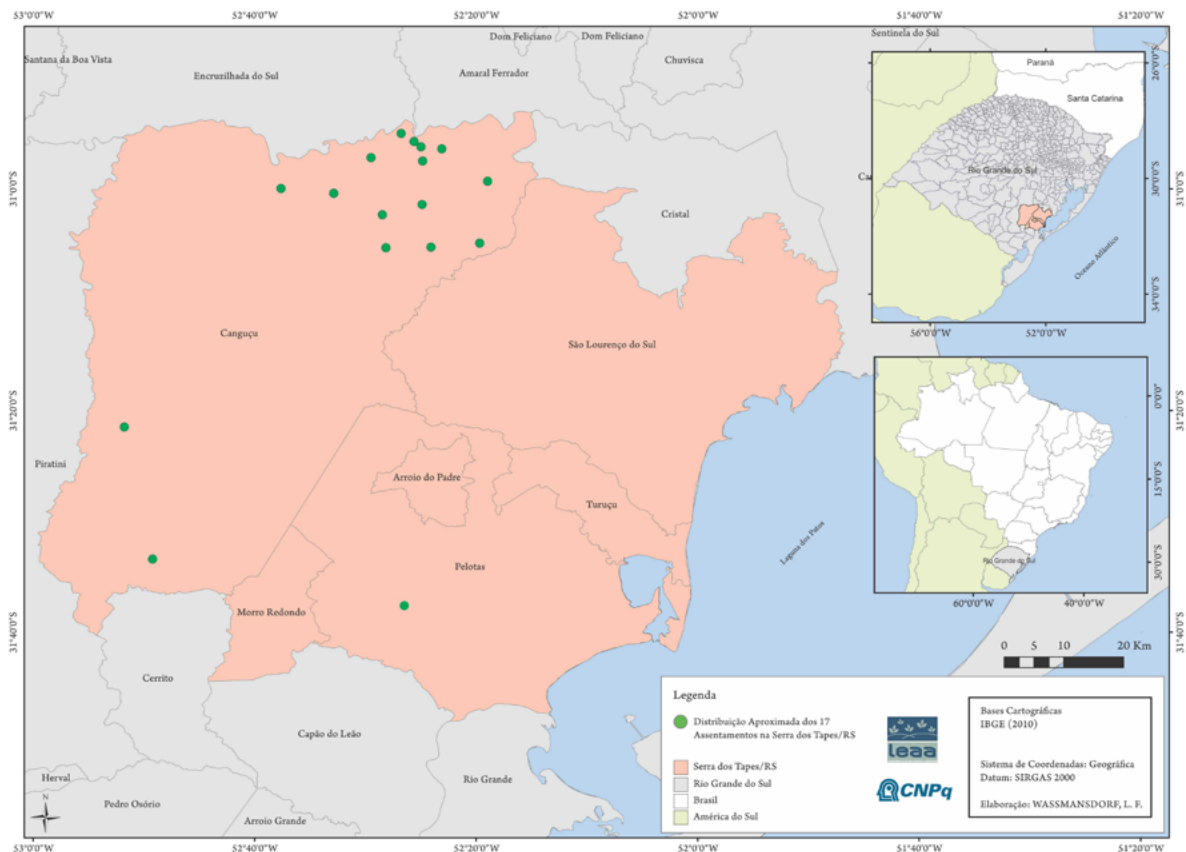 53°0'0"W
52°40'0"W
52°20'0"W
52°0'0"W
51°40'0"W
51°20'0"W
Santana da Boa Vista
Encruzilhada do Sul
Dom Feliciano
Dom Feliciano
Amaral Ferrador
Chuvisca
Sentinela do Sul
Cristal
31°0'0"S
31°0'0"S
Canguçu
São Lourenço do Sul
31°20'0"S
31°20'0"S
Piratini
Arroio do Padre
Turuçu
Pelotas
Morro Redondo
Laguna dos Patos
31°40'0"S
31°40'0"S
Cerrito
Capão do Leão
Rio Grande
Herval
Pedro Osório
Arroio Grande
N
53°0'0"W
52°40'0"W
52°20'0"W
52°0'0"W
51°40'0"W
51°20'0"W
Paraná
Santa Catarina
Rio Grande do Sul
Ca
Oceano Atlântico
26°0'0"S
30°0'0"S
34°0'0"S
56°0'0"W
52°0'0"W
Rio Grande do Sul
0°0'0"
15°0'0"S
30°0'0"S
60°0'0"W
40°0'0"W
0 5 10 20 Km
Legenda
Distribuição Aproximada dos 17
Assentamentos na Serra dos Tapes/RS
Serra dos Tapes/RS
Rio Grande do Sul
Brasil
América do Sul
leaa
CNPq
Bases Cartográficas
IBGE (2010)
Sistema de Coordenadas: Geográfica
Datum: SIRGAS 2000
Elaboração: WASSMANSDORF, L. F.